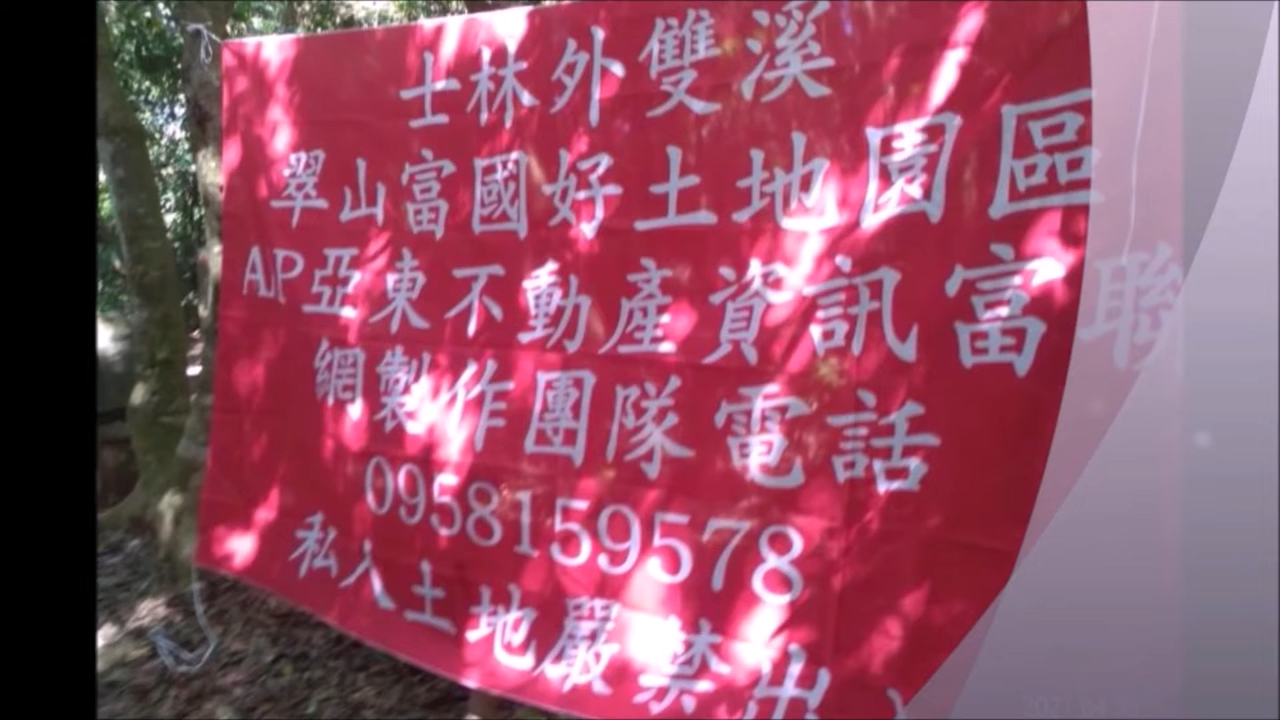 士林外雙溪
翠山富國好土地園區
AJP亞東不動產資訊富聯
網製作團隊電話
0958159578
私人土地嚴禁出